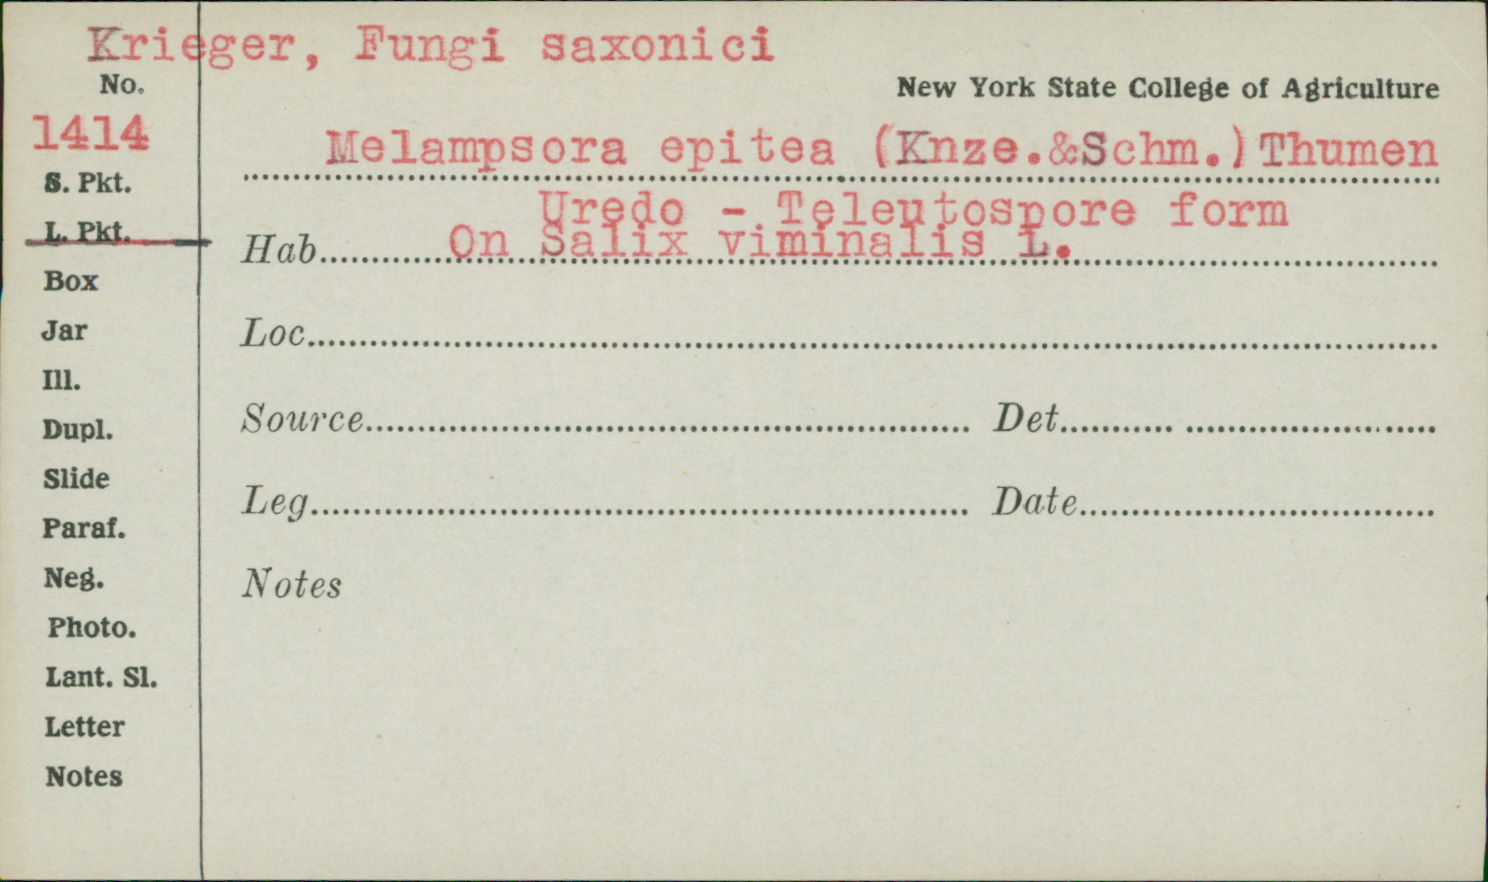 Krieger, Fungi saxonici
No.
New York State College of Agriculture
1414
Melampsora epitea (Knze.&Schm.)Thumen
S. Pkt.
Uredo - Teleutospore form
L. Pkt.
Hab. On Salix viminalis L.
Box
Jar
Loc.
Ill.
Dupl.
Source Det.
Slide
Leg. Date
Paraf.
Neg.
Notes
Photo.
Lant. Sl.
Letter
Notes